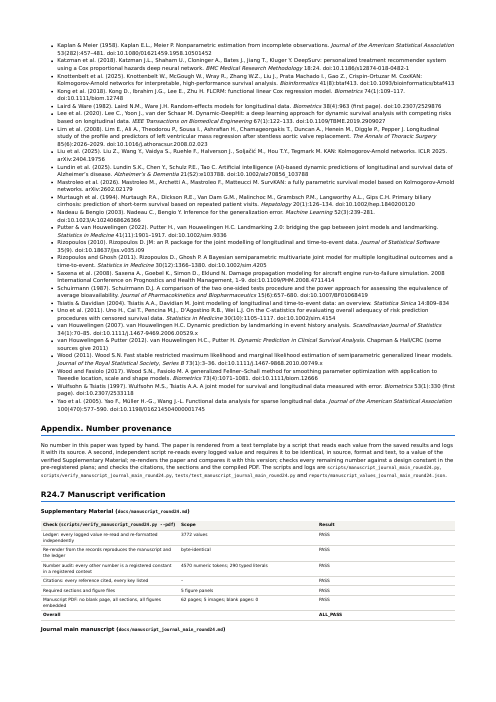 • Kaplan & Meier (1958). Kaplan E.L., Meier P. Nonparametric estimation from incomplete observations. Journal of the American Statistical Association
53(282):457–481. doi:10.1080/01621459.1958.10501452
• Katzman et al. (2018). Katzman J.L., Shaham U., Cloninger A., Bates J., Jiang T., Kluger Y. DeepSurv: personalized treatment recommender system
using a Cox proportional hazards deep neural network. BMC Medical Research Methodology 18:24. doi:10.1186/s12874-018-0482-1
• Knottenbelt et al. (2025). Knottenbelt W., McGough W., Wray R., Zhang W.Z., Liu J., Prata Machado I., Gao Z., Crispin-Ortuzar M. CoxKAN:
Kolmogorov-Arnold networks for interpretable, high-performance survival analysis. Bioinformatics 41(8):btaf413. doi:10.1093/bioinformatics/btaf413
• Kong et al. (2018). Kong D., Ibrahim J.G., Lee E., Zhu H. FLCRM: functional linear Cox regression model. Biometrics 74(1):109–117.
doi:10.1111/biom.12748
• Laird & Ware (1982). Laird N.M., Ware J.H. Random-effects models for longitudinal data. Biometrics 38(4):963 (first page). doi:10.2307/2529876
• Lee et al. (2020). Lee C., Yoon J., van der Schaar M. Dynamic-DeepHit: a deep learning approach for dynamic survival analysis with competing risks
based on longitudinal data. IEEE Transactions on Biomedical Engineering 67(1):122–133. doi:10.1109/TBME.2019.2909027
• Lim et al. (2008). Lim E., Ali A., Theodorou P., Sousa I., Ashrafian H., Chamageorgakis T., Duncan A., Henein M., Diggle P., Pepper J. Longitudinal
study of the profile and predictors of left ventricular mass regression after stentless aortic valve replacement. The Annals of Thoracic Surgery
85(6):2026–2029. doi:10.1016/j.athoracsur.2008.02.023
• Liu et al. (2025). Liu Z., Wang Y., Vaidya S., Ruehle F., Halverson J., Soljačić M., Hou T.Y., Tegmark M. KAN: Kolmogorov–Arnold networks. ICLR 2025.
arXiv:2404.19756
• Lundin et al. (2025). Lundin S.X., Chen Y., Schulz P.E., Tao C. Artificial intelligence (AI)-based dynamic predictions of longitudinal and survival data of
Alzheimer's disease. Alzheimer's & Dementia 21(S2):e103788. doi:10.1002/alz70856_103788
• Mastroleo et al. (2026). Mastroleo M., Archetti A., Mastroleo F., Matteucci M. SurvKAN: a fully parametric survival model based on Kolmogorov-Arnold
networks. arXiv:2602.02179
• Murtaugh et al. (1994). Murtaugh P.A., Dickson E.R., Van Dam G.M., Malinchoc M., Grambsch P.M., Langworthy A.L., Gips C.H. Primary biliary
cirrhosis: prediction of short-term survival based on repeated patient visits. Hepatology 20(1):126–134. doi:10.1002/hep.1840200120
• Nadeau & Bengio (2003). Nadeau C., Bengio Y. Inference for the generalization error. Machine Learning 52(3):239–281.
doi:10.1023/A:1024068626366
• Putter & van Houwelingen (2022). Putter H., van Houwelingen H.C. Landmarking 2.0: bridging the gap between joint models and landmarking.
Statistics in Medicine 41(11):1901–1917. doi:10.1002/sim.9336
• Rizopoulos (2010). Rizopoulos D. JM: an R package for the joint modelling of longitudinal and time-to-event data. Journal of Statistical Software
35(9). doi:10.18637/jss.v035.i09
• Rizopoulos and Ghosh (2011). Rizopoulos D., Ghosh P. A Bayesian semiparametric multivariate joint model for multiple longitudinal outcomes and a
time-to-event. Statistics in Medicine 30(12):1366–1380. doi:10.1002/sim.4205
• Saxena et al. (2008). Saxena A., Goebel K., Simon D., Eklund N. Damage propagation modeling for aircraft engine run-to-failure simulation. 2008
International Conference on Prognostics and Health Management, 1–9. doi:10.1109/PHM.2008.4711414
• Schuirmann (1987). Schuirmann D.J. A comparison of the two one-sided tests procedure and the power approach for assessing the equivalence of
average bioavailability. Journal of Pharmacokinetics and Biopharmaceutics 15(6):657–680. doi:10.1007/BF01068419
• Tsiatis & Davidian (2004). Tsiatis A.A., Davidian M. Joint modeling of longitudinal and time-to-event data: an overview. Statistica Sinica 14:809–834
• Uno et al. (2011). Uno H., Cai T., Pencina M.J., D'Agostino R.B., Wei L.J. On the C-statistics for evaluating overall adequacy of risk prediction
procedures with censored survival data. Statistics in Medicine 30(10):1105–1117. doi:10.1002/sim.4154
• van Houwelingen (2007). van Houwelingen H.C. Dynamic prediction by landmarking in event history analysis. Scandinavian Journal of Statistics
34(1):70–85. doi:10.1111/j.1467-9469.2006.00529.x
• van Houwelingen & Putter (2012). van Houwelingen H.C., Putter H. Dynamic Prediction in Clinical Survival Analysis. Chapman & Hall/CRC (some
sources give 2011)
• Wood (2011). Wood S.N. Fast stable restricted maximum likelihood and marginal likelihood estimation of semiparametric generalized linear models.
Journal of the Royal Statistical Society, Series B 73(1):3–36. doi:10.1111/j.1467-9868.2010.00749.x
• Wood and Fasiolo (2017). Wood S.N., Fasiolo M. A generalized Fellner–Schall method for smoothing parameter optimization with application to
Tweedie location, scale and shape models. Biometrics 73(4):1071–1081. doi:10.1111/biom.12666
• Wulfsohn & Tsiatis (1997). Wulfsohn M.S., Tsiatis A.A. A joint model for survival and longitudinal data measured with error. Biometrics 53(1):330 (first
page). doi:10.2307/2533118
• Yao et al. (2005). Yao F., Müller H.-G., Wang J.-L. Functional data analysis for sparse longitudinal data. Journal of the American Statistical Association
100(470):577–590. doi:10.1198/016214504000001745
Appendix. Number provenance
No number in this paper was typed by hand. The paper is rendered from a text template by a script that reads each value from the saved results and logs
it with its source. A second, independent script re-reads every logged value and requires it to be identical, in source, format and text, to a value of the
verified Supplementary Material; re-renders the paper and compares it with this version; checks every remaining number against a design constant in the
pre-registered plans; and checks the citations, the sections and the compiled PDF. The scripts and logs are scripts/manuscript_journal_main_round24.py,
scripts/verify_manuscript_round24.py, tests/test_manuscript_journal_main_round24.py and reports/manuscript_values_journal_main_round24.json.
R24.7 Manuscript verification
Supplementary Material (docs/manuscript_round24.md)
Check (scripts/verify_manuscript_round24.py --pdf) Scope Result
Ledger: every logged value re-read and re-formatted independently 3772 values PASS
Re-render from the records reproduces the manuscript and the ledger byte-identical PASS
Number audit: every other number is a registered constant in a registered context 4570 numeric tokens; 290 typed literals PASS
Citations: every reference cited, every key listed – PASS
Required sections and figure files 5 figure panels PASS
Manuscript PDF: no blank page, all sections, all figures embedded 62 pages; 5 images; blank pages: 0 PASS
Overall ALL_PASS
Journal main manuscript (docs/manuscript_journal_main_round24.md)